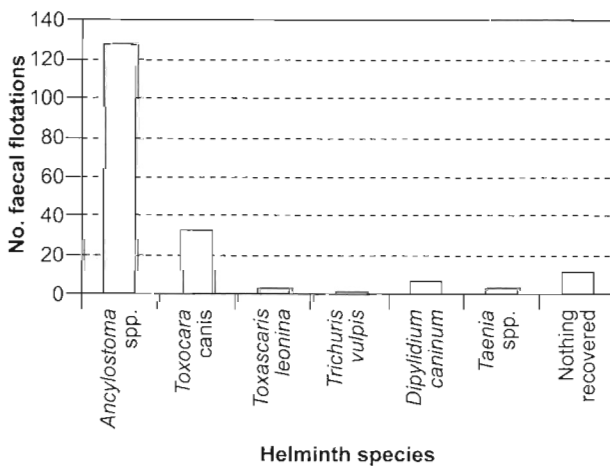 No. faecal flotations
140
120
100
80
60
40
20
0
Ancylostoma
spp.
Toxocara
canis
Toxascaris
leonina
Trichuris
vulpis
Dipylidium
caninum
Taenia
spp.
Nothing
recovered
Helminth species